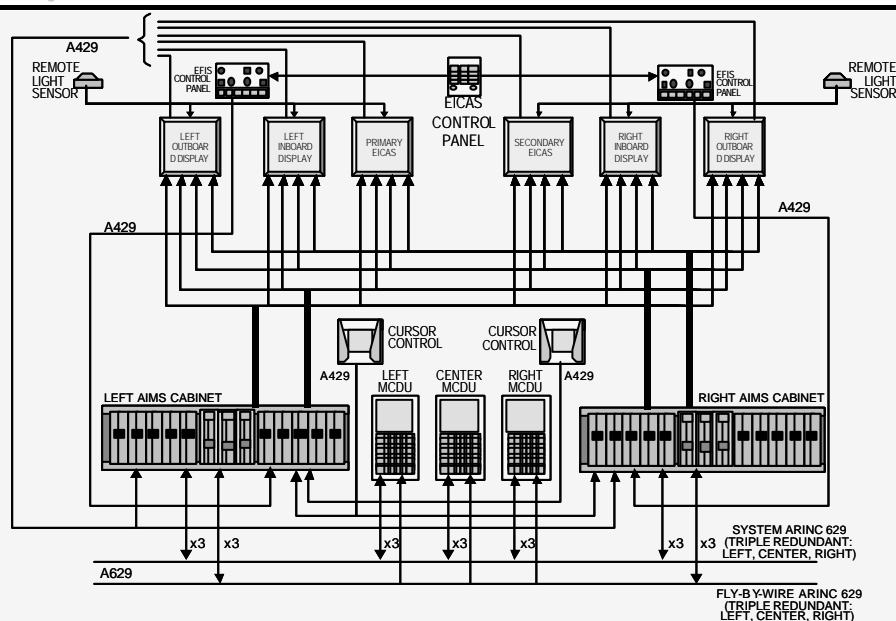 A429
REMOTE
LIGHT
SENSOR
EFIS
CONTROL
PANEL
EICAS
CONTROL
PANEL
EFIS
CONTROL
PANEL
REMOTE
LIGHT
SENSOR
LEFT
OUTBOAR
D DISPLAY
LEFT
INBOARD
DISPLAY
PRIMARY
EICAS
SECONDARY
EICAS
RIGHT
INBOARD
DISPLAY
RIGHT
OUTBOAR
D DISPLAY
A429
A429
CURSOR
CONTROL
CURSOR
CONTROL
A429
LEFT
MCDU
CENTER
MCDU
RIGHT
MCDU
A429
LEFT AIMS CABINET
RIGHT AIMS CABINET
x3
x3
x3
x3
x3
x3
x3
SYSTEM ARINC 629
(TRIPLE REDUNDANT:
LEFT, CENTER, RIGHT)
A629
FLY-BY-WIRE ARINC 629
(TRIPLE REDUNDANT:
LEFT, CENTER, RIGHT)